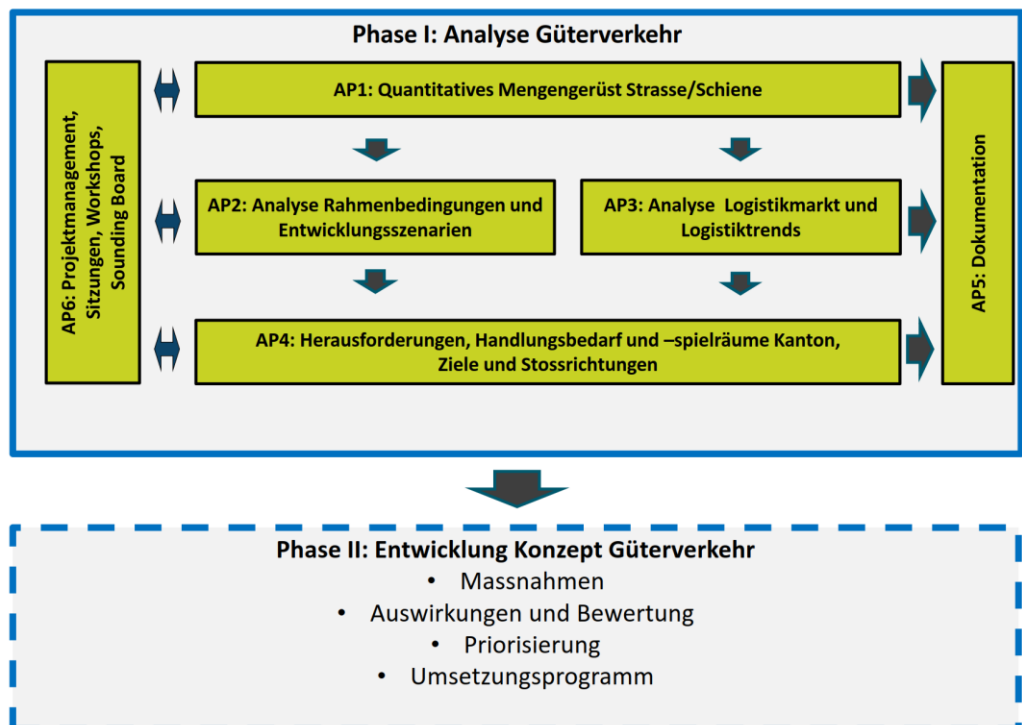 Phase I: Analyse Güterverkehr
AP6: Projektmanagement,
Sitzungen, Workshops,
Sounding Board
AP1: Quantitatives Mengengerüst Strasse/Schiene
AP2: Analyse Rahmenbedingungen und
Entwicklungsszenarien
AP3: Analyse Logistikmarkt und
Logistiktrends
AP4: Herausforderungen, Handlungsbedarf und –spielräume Kanton,
Ziele und Stossrichtungen
AP5: Dokumentation
Phase II: Entwicklung Konzept Güterverkehr
• Massnahmen
• Auswirkungen und Bewertung
• Priorisierung
• Umsetzungsprogramm